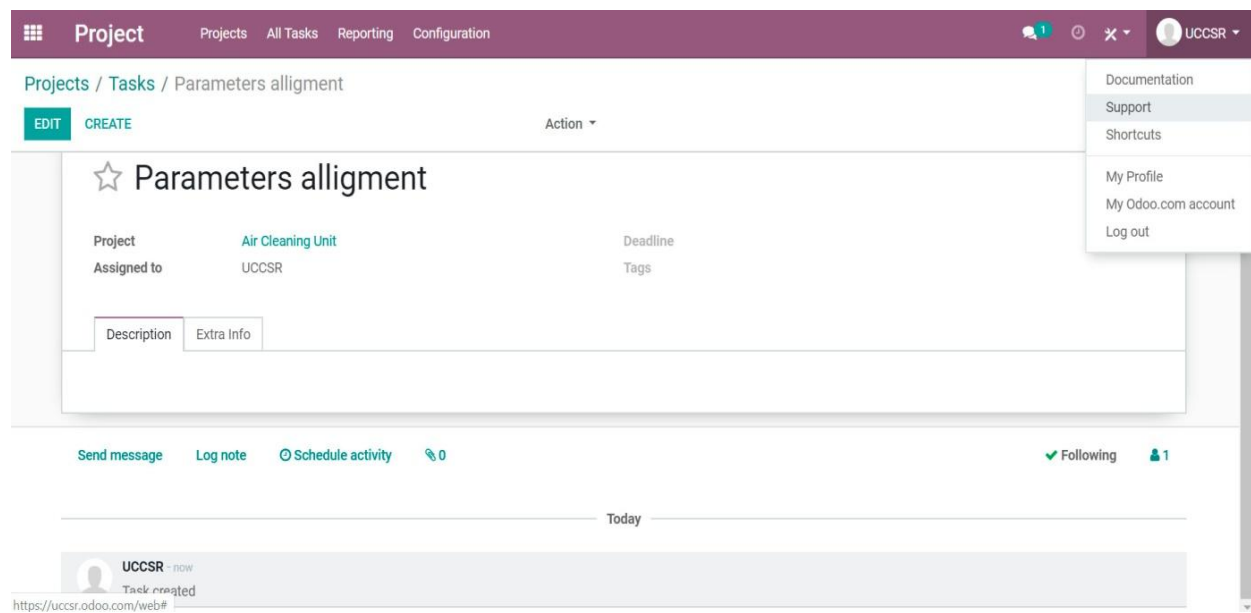 Project Projects All Tasks Reporting Configuration 1 UCCSR
Projects / Tasks / Parameters alligment
EDIT CREATE Action
Documentation
Support
Shortcuts
My Profile
My Odoo.com account
Log out
Parameters alligment
Project Air Cleaning Unit Deadline
Assigned to UCCSR Tags
Description Extra Info
Send message Log note Schedule activity 0 Following 1
Today
UCCSR - now
Task created
https://uccsr.odoo.com/web#